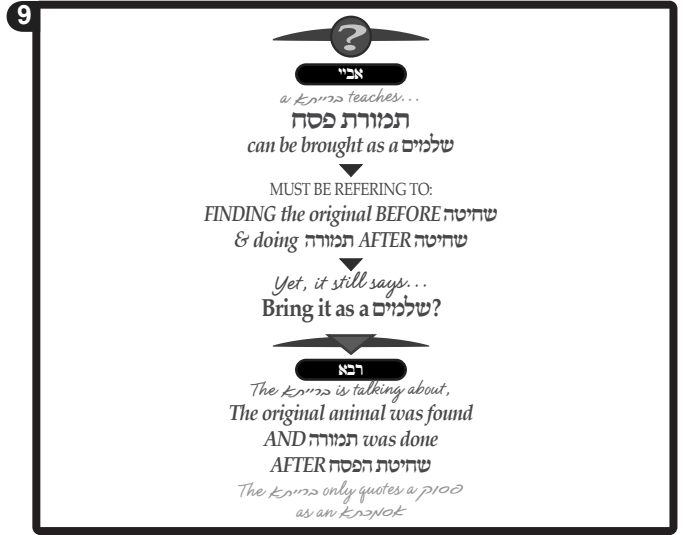 9
?
אביי
a ברייתא teaches...
תמורת פסח
can be brought as a שלמים
MUST BE REFERING TO:
FINDING the original BEFORE שחיטה
& doing תמורה AFTER שחיטה
Yet, it still says...
Bring it as a שלמים?
רבא
The ברייתא is talking about,
The original animal was found
AND תמורה was done
AFTER שחיטת הפסח
The ברייתא only quotes a פסוק
as an אסמכתא